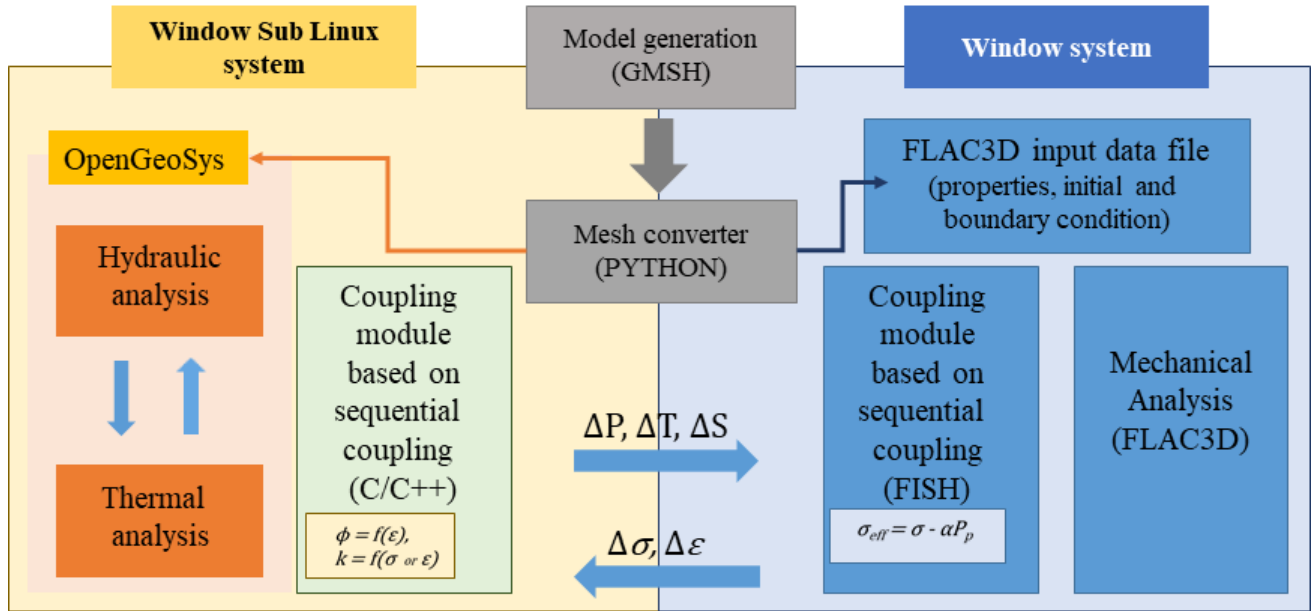 Window Sub Linux
system
Model generation
(GMSH)
Window system
OpenGeoSys
FLAC3D input data file
(properties, initial and
boundary condition)
Mesh converter
(PYTHON)
Hydraulic
analysis
Thermal
analysis
Coupling
module
based on
sequential
coupling
(C/C++)
ϕ = f(ε),
k = f(σ or ε)
ΔP, ΔT, ΔS
Δσ, Δε
Coupling
module
based on
sequential
coupling
(FISH)
σeff = σ - αPp
Mechanical
Analysis
(FLAC3D)